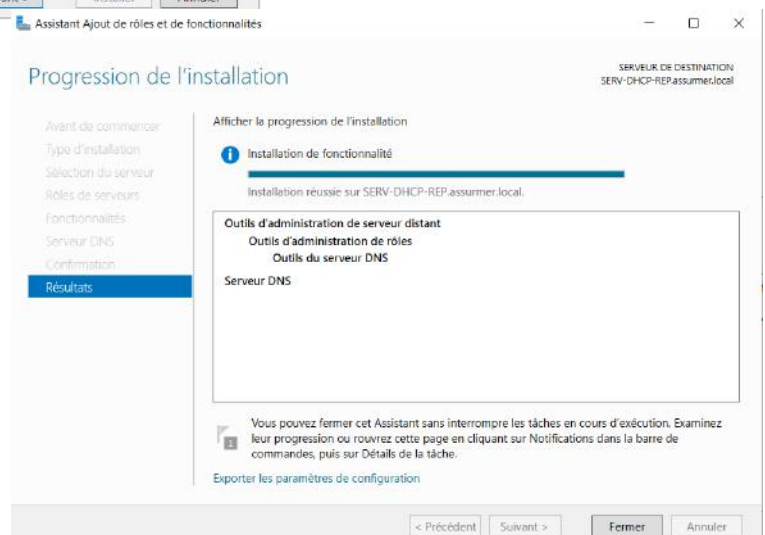 Assistant Ajout de rôles et de fonctionnalités
Progression de l'installation
SERVEUR DE DESTINATION
SERV-DHCP-REP.assurmer.local
Avant de commencer
Type d'installation
Sélection du serveur
Rôles de serveurs
Fonctionnalités
Serveur DNS
Confirmation
Résultats
Afficher la progression de l'installation
Installation de fonctionnalité
Installation réussie sur SERV-DHCP-REP.assurmer.local.
Outils d'administration de serveur distant
Outils d'administration de rôles
Outils du serveur DNS
Serveur DNS
1
Vous pouvez fermer cet Assistant sans interrompre les tâches en cours d'exécution. Examinez
leur progression ou rouvrez cette page en cliquant sur Notifications dans la barre de
commandes, puis sur Détails de la tâche.
Exporter les paramètres de configuration
< Précédent
Suivant >
Fermer
Annuler